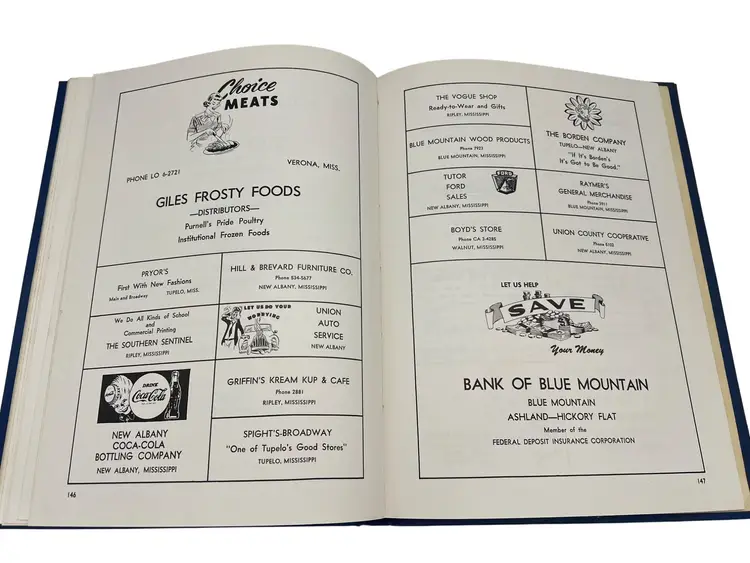 Choice
MEATS
PHONE LO 6-2721
VERONA, MISS.
GILES FROSTY FOODS
—DISTRIBUTORS—
Purnell's Pride Poultry
Institutional Frozen Foods
PRYOR'S
First With New Fashions
Main and Broadway TUPELO, MISS.
HILL & BREVARD FURNITURE CO.
Phone 534-5677
NEW ALBANY, MISSISSIPPI
We Do All Kinds of School
and
Commercial Printing
THE SOUTHERN SENTINEL
RIPLEY, MISSISSIPPI
LET US DO YOUR
WORRYING
UNION
AUTO
SERVICE
NEW ALBANY
DRINK
Coca-Cola
NEW ALBANY
COCA-COLA
BOTTLING COMPANY
NEW ALBANY, MISSISSIPPI
GRIFFIN'S KREAM KUP & CAFE
Phone 2881
RIPLEY, MISSISSIPPI
SPIGHT'S-BROADWAY
"One of Tupelo's Good Stores"
TUPELO, MISSISSIPPI
146
THE VOGUE SHOP
Ready-to-Wear and Gifts
RIPLEY, MISSISSIPPI
THE BORDEN COMPANY
TUPELO—NEW ALBANY
"If It's Borden's
It's Got to Be Good."
BLUE MOUNTAIN WOOD PRODUCTS
Phone 7922
BLUE MOUNTAIN, MISSISSIPPI
TUTOR
FORD
SALES
NEW ALBANY, MISSISSIPPI
FORD
RAYMER'S
GENERAL MERCHANDISE
Phone 5911
BLUE MOUNTAIN, MISSISSIPPI
BOYD'S STORE
Phone CA 3-4285
WALNUT, MISSISSIPPI
UNION COUNTY COOPERATIVE
Phone 5102
NEW ALBANY, MISSISSIPPI
LET US HELP
SAVE
Your Money
BANK OF BLUE MOUNTAIN
BLUE MOUNTAIN
ASHLAND—HICKORY FLAT
Member of the
FEDERAL DEPOSIT INSURANCE CORPORATION
147